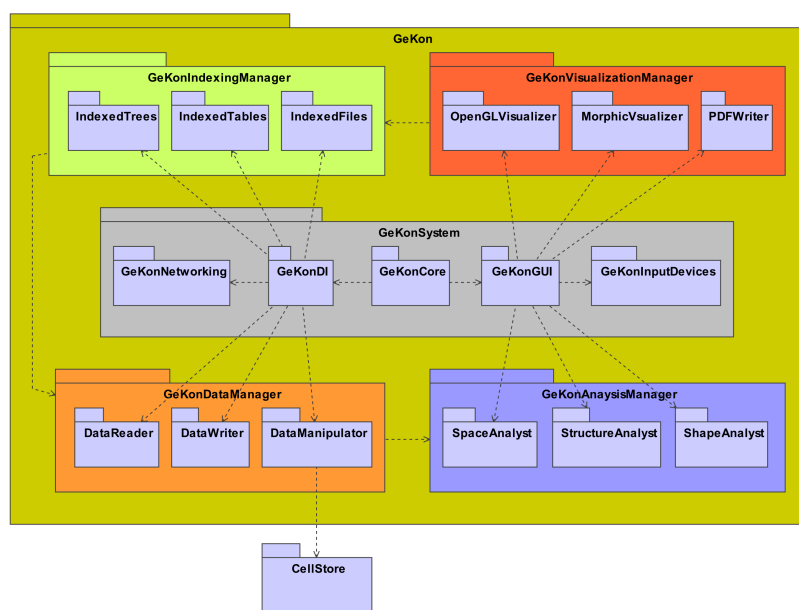 GeKon
GeKonIndexingManager
IndexedTrees
IndexedTables
IndexedFiles
GeKonVisualizationManager
OpenGLVisualizer
MorphicVsualizer
PDFWriter
GeKonSystem
GeKonNetworking
GeKonDI
GeKonCore
GeKonGUI
GeKonInputDevices
GeKonDataManager
DataReader
DataWriter
DataManipulator
GeKonAnaysisManager
SpaceAnalyst
StructureAnalyst
ShapeAnalyst
CellStore